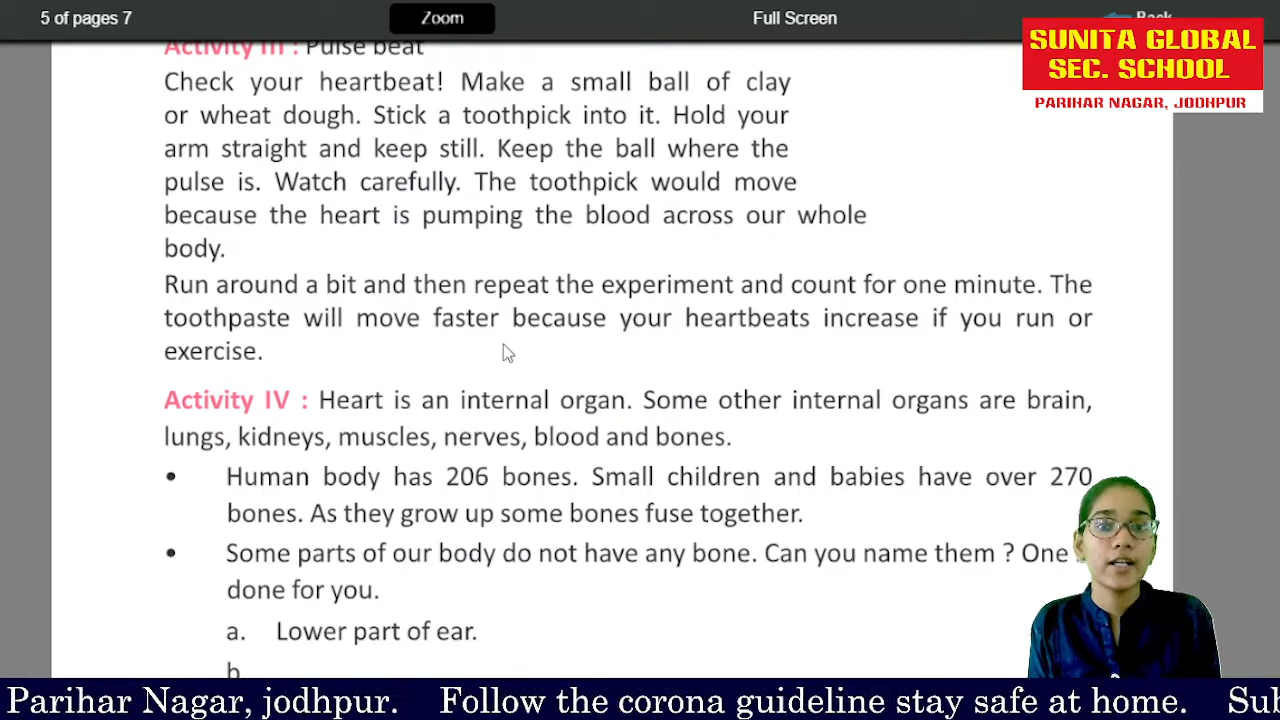 5 of pages 7
Zoom
Full Screen
Back
SUNITA GLOBAL
SEC. SCHOOL
PARIHAR NAGAR, JODHPUR
Activity III : Pulse beat
Check your heartbeat! Make a small ball of clay
or wheat dough. Stick a toothpick into it. Hold your
arm straight and keep still. Keep the ball where the
pulse is. Watch carefully. The toothpick would move
because the heart is pumping the blood across our whole
body.
Run around a bit and then repeat the experiment and count for one minute. The
toothpaste will move faster because your heartbeats increase if you run or
exercise.
Activity IV : Heart is an internal organ. Some other internal organs are brain,
lungs, kidneys, muscles, nerves, blood and bones.
• Human body has 206 bones. Small children and babies have over 270
bones. As they grow up some bones fuse together.
• Some parts of our body do not have any bone. Can you name them ? One
done for you.
a. Lower part of ear.
b
Parihar Nagar, jodhpur. Follow the corona guideline stay safe at home. Sub